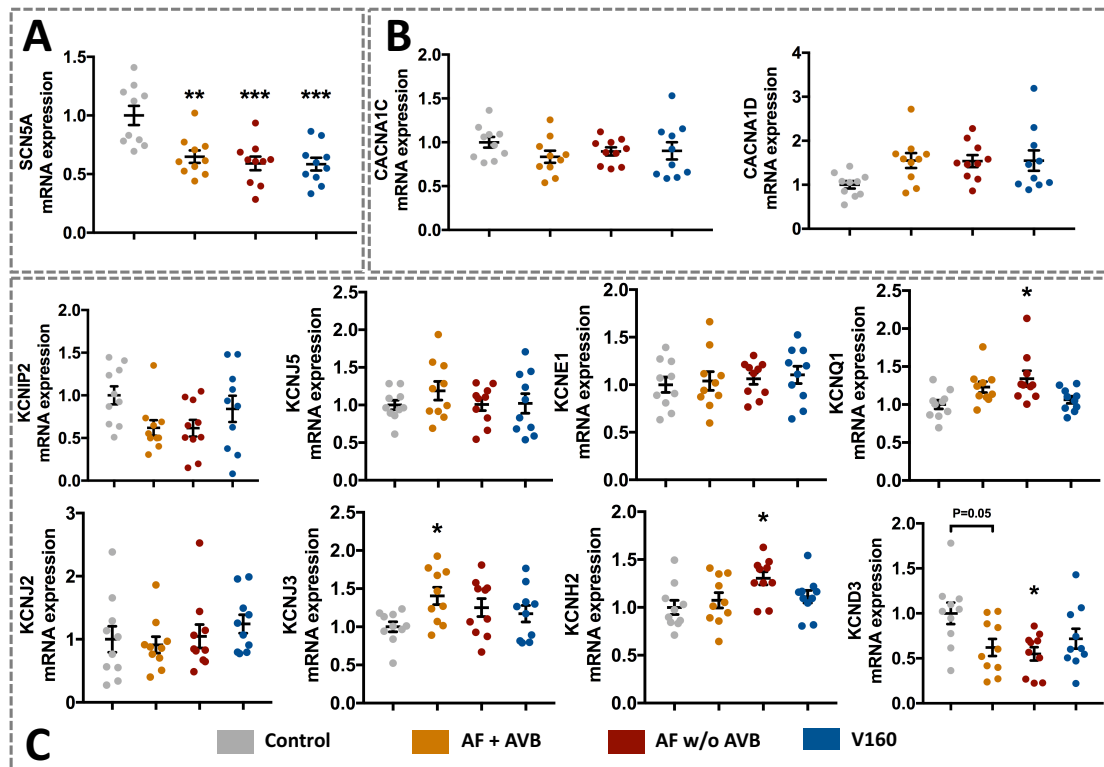 A
SCN5A
mRNA expression
1.5
1.0
0.5
0.0
**
***
***
B
CACNA1C
mRNA expression
2.0
1.5
1.0
0.5
0.0
CACNA1D
mRNA expression
4
3
2
1
0
KCNIP2
mRNA expression
2.0
1.5
1.0
0.5
0.0
KCNJ5
mRNA expression
2.5
2.0
1.5
1.0
0.5
0.0
KCNE1
mRNA expression
2.0
1.5
1.0
0.5
0.0
KCNQ1
mRNA expression
2.5
2.0
1.5
1.0
0.5
0.0
*
KCNJ2
mRNA expression
3
2
1
0
KCNJ3
mRNA expression
2.5
2.0
1.5
1.0
0.5
0.0
*
KCNH2
mRNA expression
2.0
1.5
1.0
0.5
0.0
*
KCND3
mRNA expression
2.0
1.5
1.0
0.5
0.0
P=0.05
*
C
Control
AF + AVB
AF w/o AVB
V160